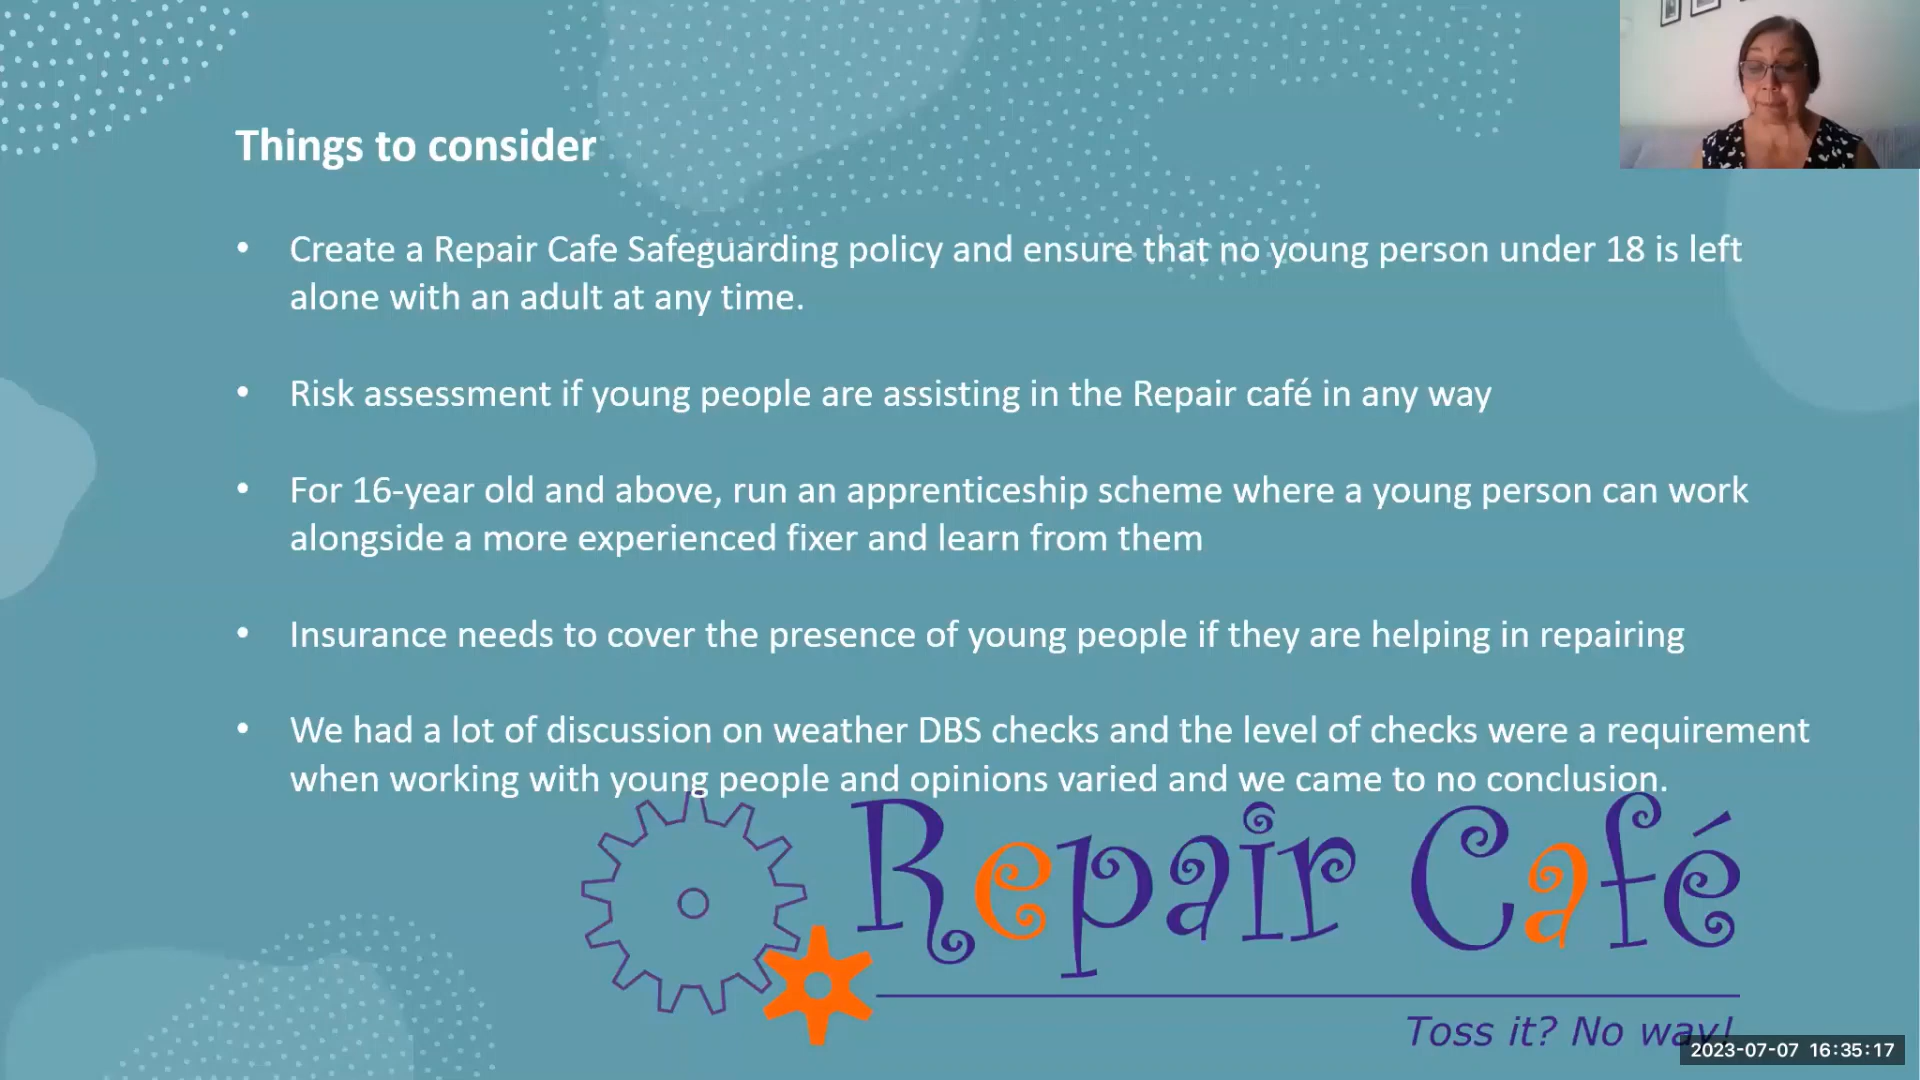 Things to consider
• Create a Repair Cafe Safeguarding policy and ensure that no young person under 18 is left
alone with an adult at any time.
• Risk assessment if young people are assisting in the Repair café in any way
• For 16-year old and above, run an apprenticeship scheme where a young person can work
alongside a more experienced fixer and learn from them
• Insurance needs to cover the presence of young people if they are helping in repairing
• We had a lot of discussion on weather DBS checks and the level of checks were a requirement
when working with young people and opinions varied and we came to no conclusion.
Repair Café
Toss it? No way!
2023-07-07 16:35:17